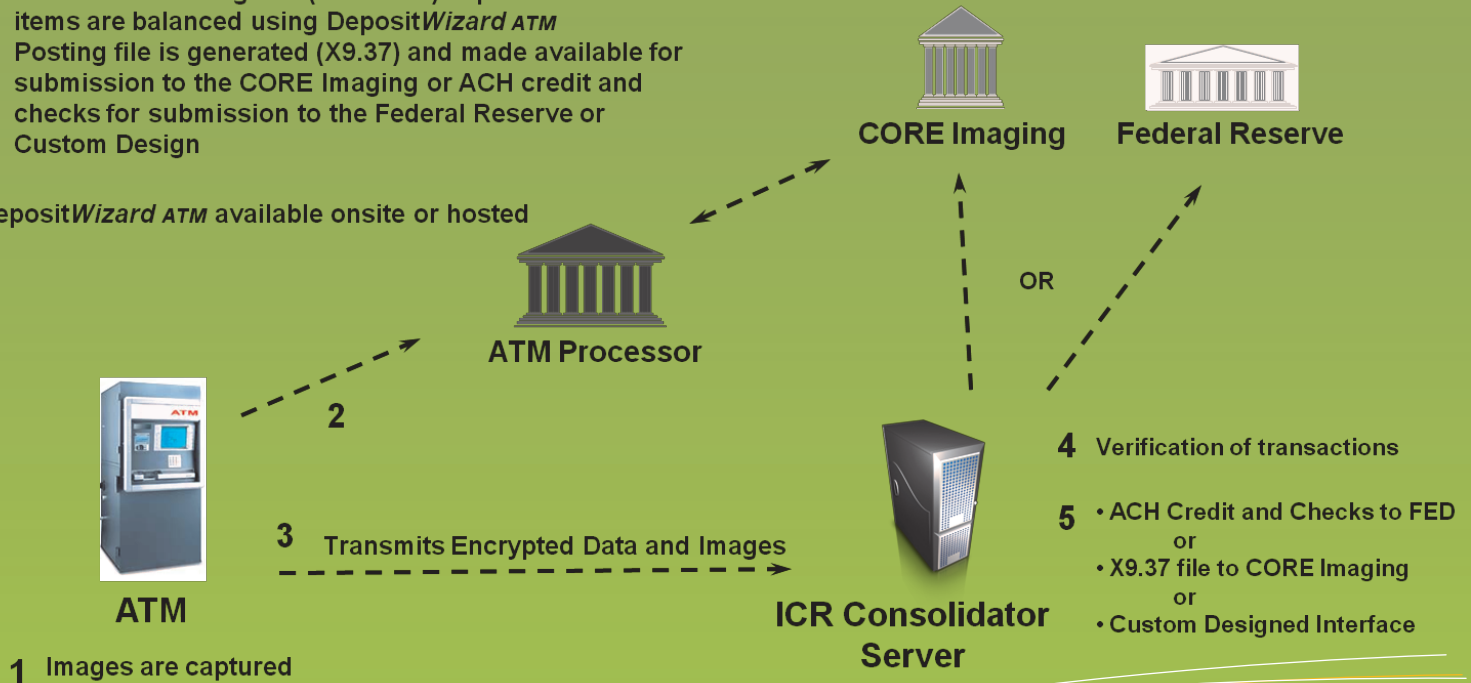 items are balanced using DepositWizard ATM
Posting file is generated (X9.37) and made available for
submission to the CORE Imaging or ACH credit and
checks for submission to the Federal Reserve or
Custom Design
CORE Imaging
Federal Reserve
epositWizard ATM available onsite or hosted
OR
ATM Processor
ATM
2
4 Verification of transactions
5 • ACH Credit and Checks to FED
or
• X9.37 file to CORE Imaging
or
• Custom Designed Interface
3 Transmits Encrypted Data and Images
ATM
ICR Consolidator
Server
1 Images are captured